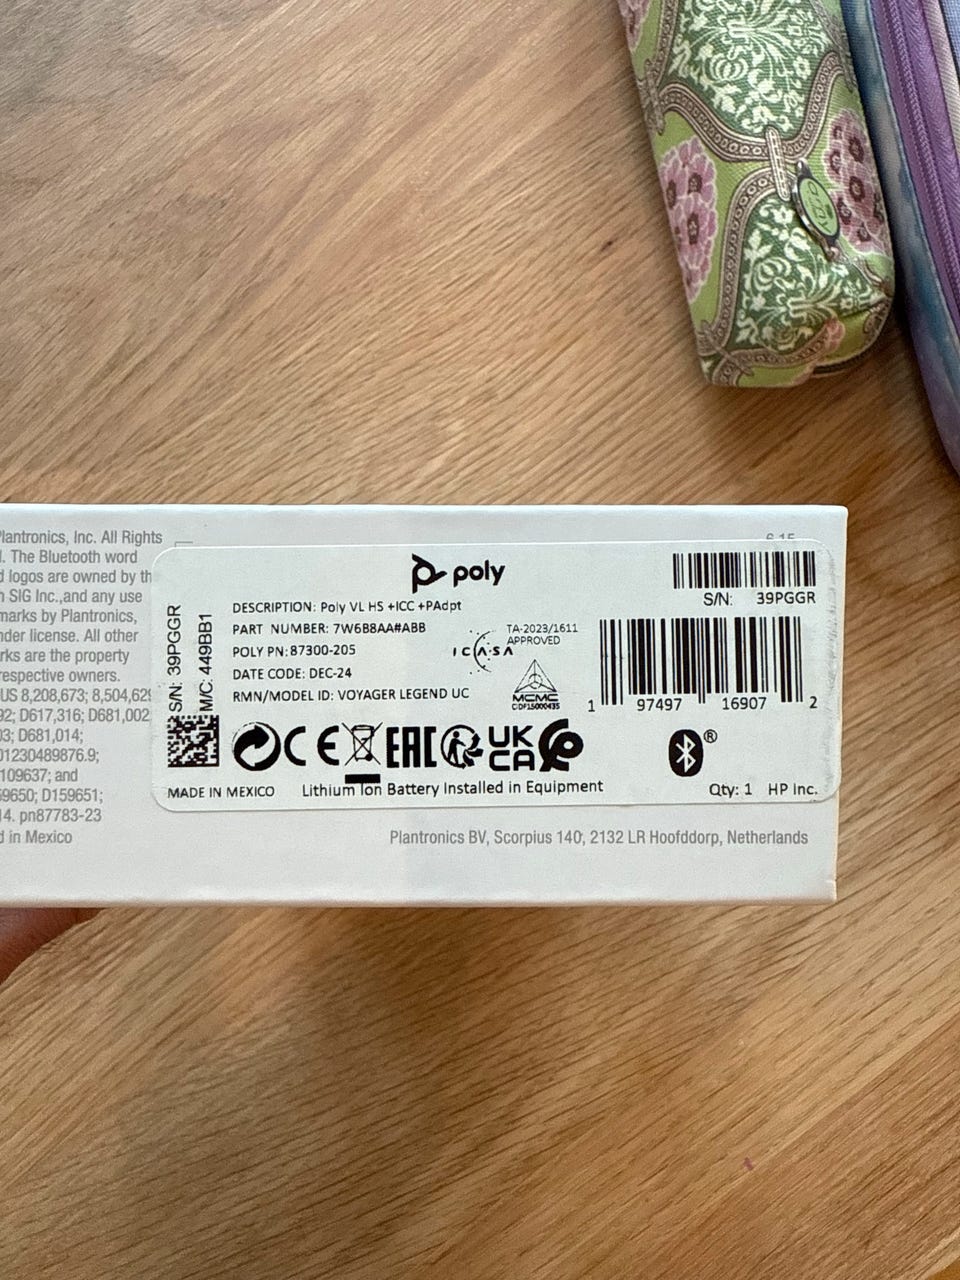 Plantronics, Inc. All Rights
. The Bluetooth word
d logos are owned by th
SIG Inc.,and any use
marks by Plantronics,
nder license. All other
rks are the property
respective owners.
US 8,208,673; 8,504,629
92; D617,316; D681,002
03; D681,014;
01230489876.9;
109637; and
59650; D159651;
14. pn87783-23
d in Mexico
S/N: 39PGGR
M/C: 449BB1
poly
DESCRIPTION: Poly VL HS +ICC +PAdpt
PART NUMBER: 7W6B8AA#ABB
POLY PN: 87300-205
DATE CODE: DEC-24
RMN/MODEL ID: VOYAGER LEGEND UC
ICASA
TA-2023/1611
APPROVED
MCMC
CIDF15000435
S/N: 39PGGR
1 97497 16907 2
CE EAC UK
CA
®
MADE IN MEXICO
Lithium Ion Battery Installed in Equipment
Qty: 1 HP Inc.
Plantronics BV, Scorpius 140, 2132 LR Hoofddorp, Netherlands